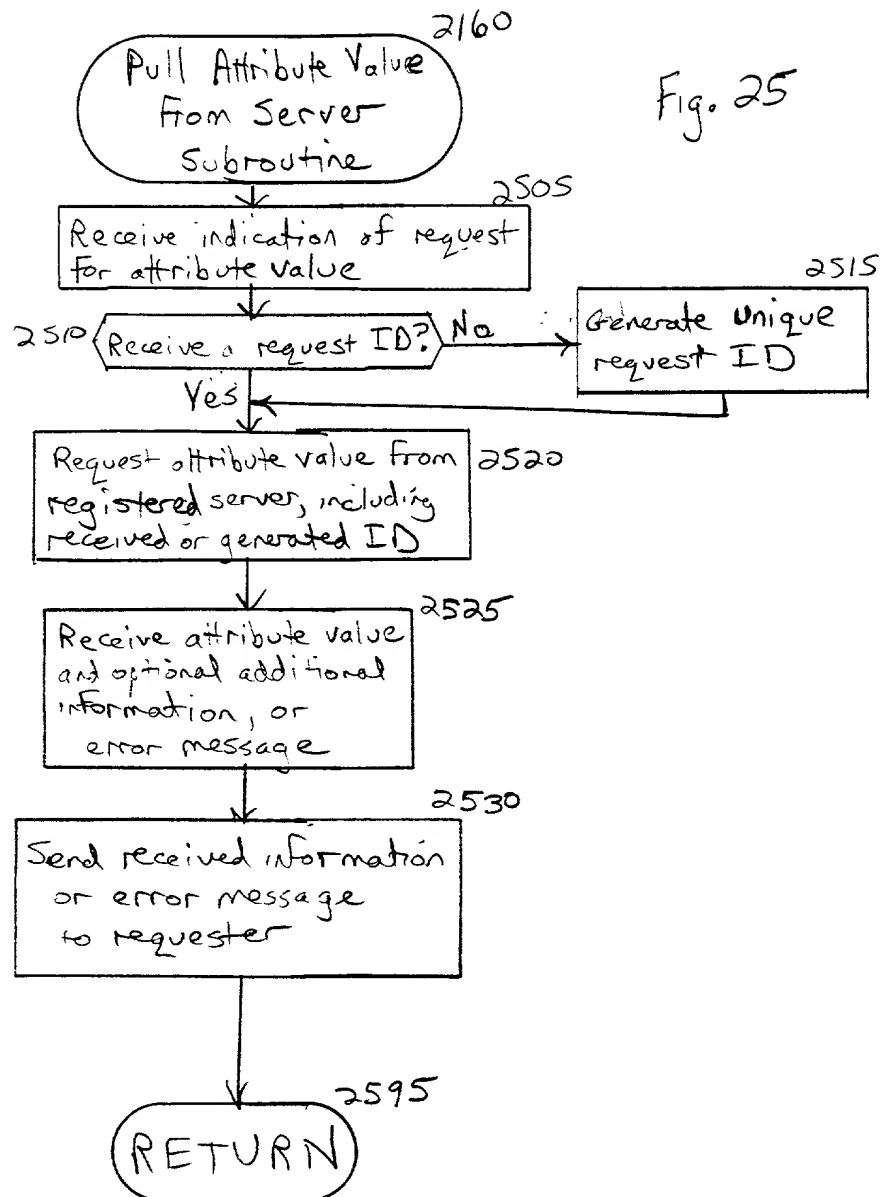 2160
Pull Attribute Value
From Server
Subroutine
Fig. 25
2505
Receive indication of request
for attribute value
2510
Receive a request ID?
No
2515
Generate Unique
request ID
Yes
Request attribute value from
registered server, including
received or generated ID
2520
2525
Receive attribute value
and optional additional
information, or
error message
2530
Send received information
or error message
to requester
2595
RETURN